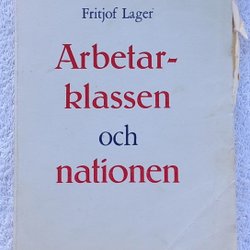 Fritjof Lager
Arbetar-
klassen
och
nationen